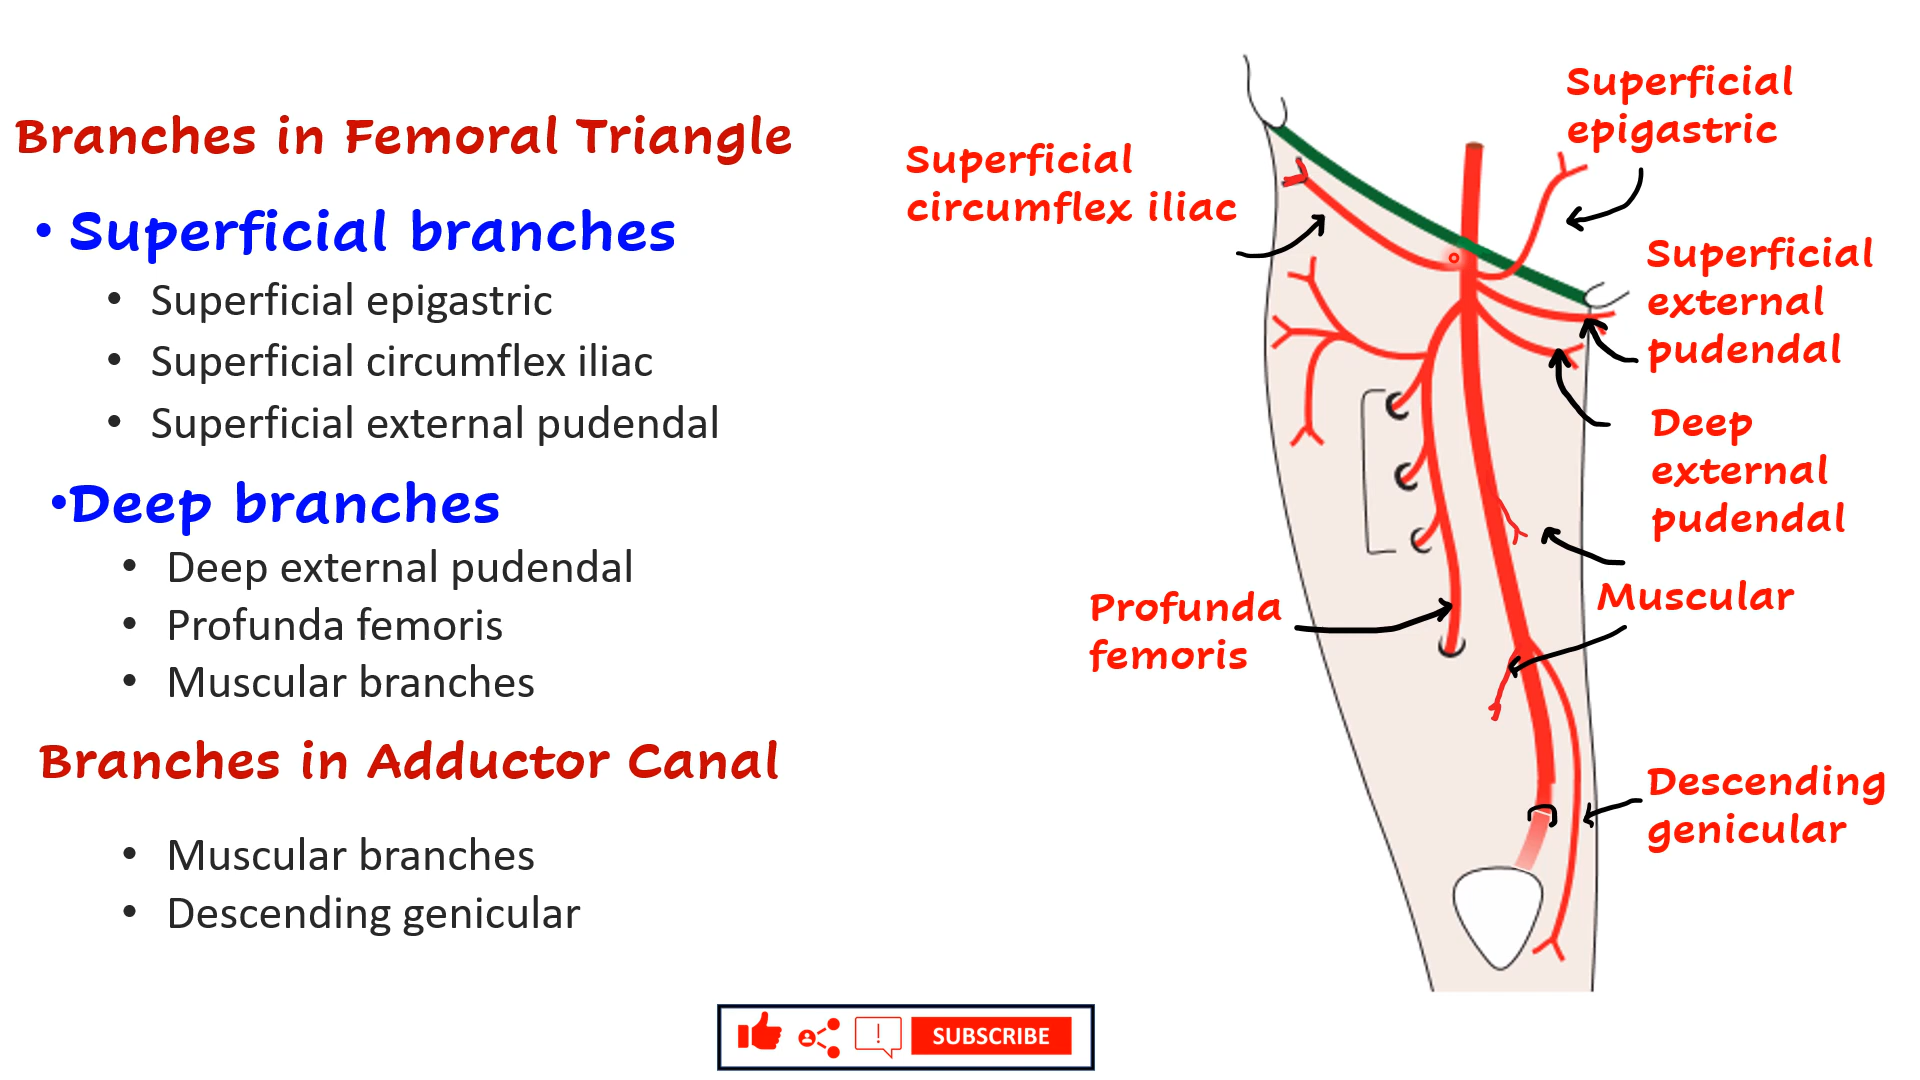 Branches in Femoral Triangle
• Superficial branches
• Superficial epigastric
• Superficial circumflex iliac
• Superficial external pudendal
•Deep branches
• Deep external pudendal
• Profunda femoris
• Muscular branches
Branches in Adductor Canal
• Muscular branches
• Descending genicular
Superficial
circumflex iliac
Superficial
epigastric
Superficial
external
pudendal
Deep
external
pudendal
Muscular
Profunda
femoris
Descending
genicular
!
SUBSCRIBE